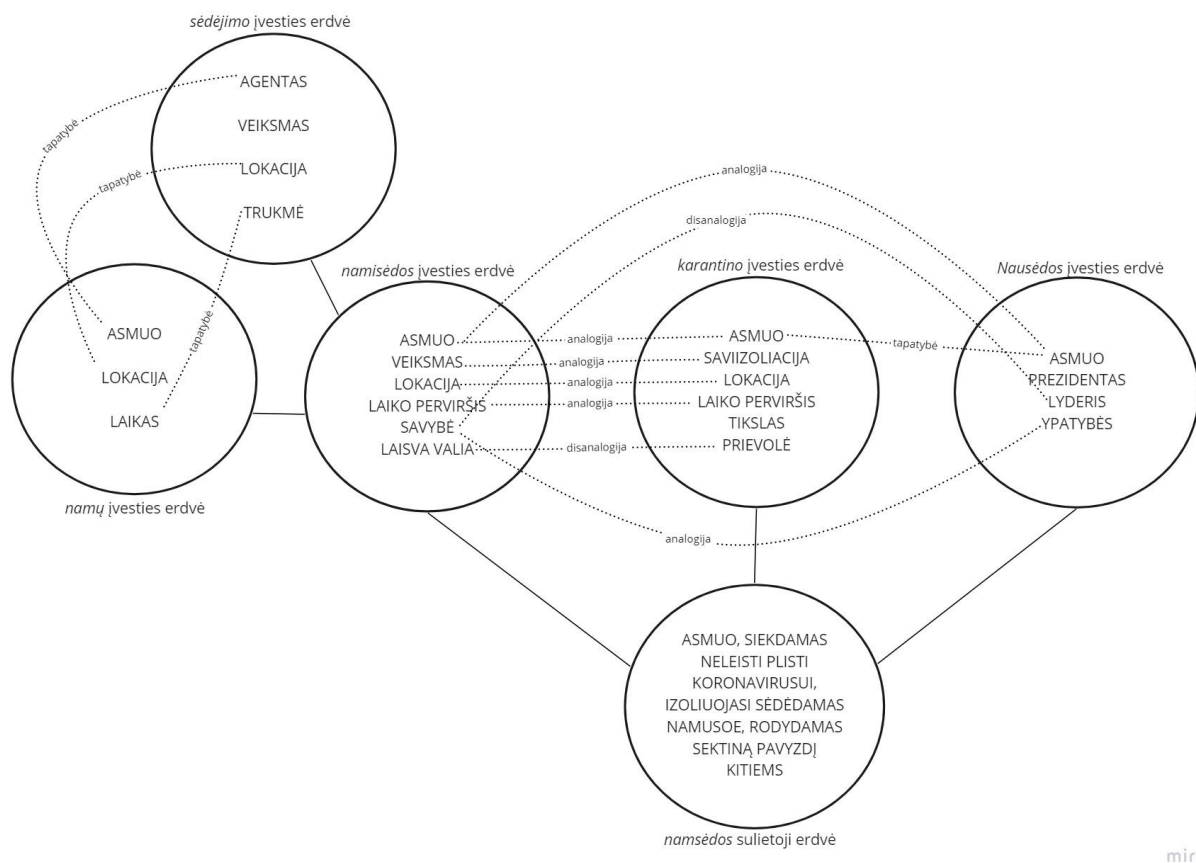 sėdėjimo įvesties erdvė
AGENTAS
VEIKSMAS
LOKACIJA
TRUKMĖ
tapatybė
tapatybė
tapatybė
ASMUO
LOKACIJA
LAIKAS
namų įvesties erdvė
namisėdos įvesties erdvė
ASMUO
VEIKSMAS
LOKACIJA
LAIKO PERVIRŠIS
SAVYBĖ
LAISVA VALIA
analogija
disanalogija
analogija
analogija
analogija
analogija
disanalogija
analogija
karantino įvesties erdvė
ASMUO
SAVIIZOLIACIJA
LOKACIJA
LAIKO PERVIRŠIS
TIKSLAS
PRIEVOLĖ
tapatybė
Nausėdos įvesties erdvė
ASMUO
PREZIDENTAS
LYDERIS
YPATYBĖS
ASMUO, SIEKDAMAS
NELEISTI PLISTI
KORONAVIRUSUI,
IZOLIUOJASI SĖDĖDAMAS
NAMUSOE, RODYDAMAS
SEKTINĄ PAVYZDĮ
KITIEMS
namsėdos sulietoji erdvė
mir